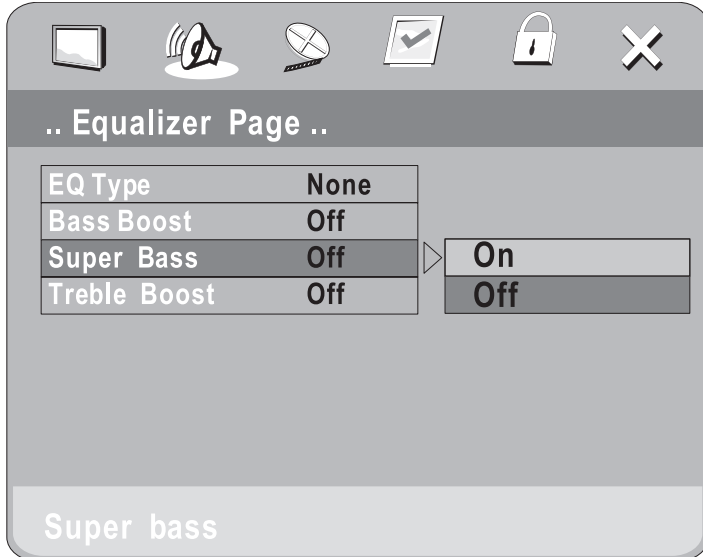 .. Equalizer Page ..
EQ Type None
Bass Boost Off
Super Bass Off
On
Treble Boost Off
Off
Super bass